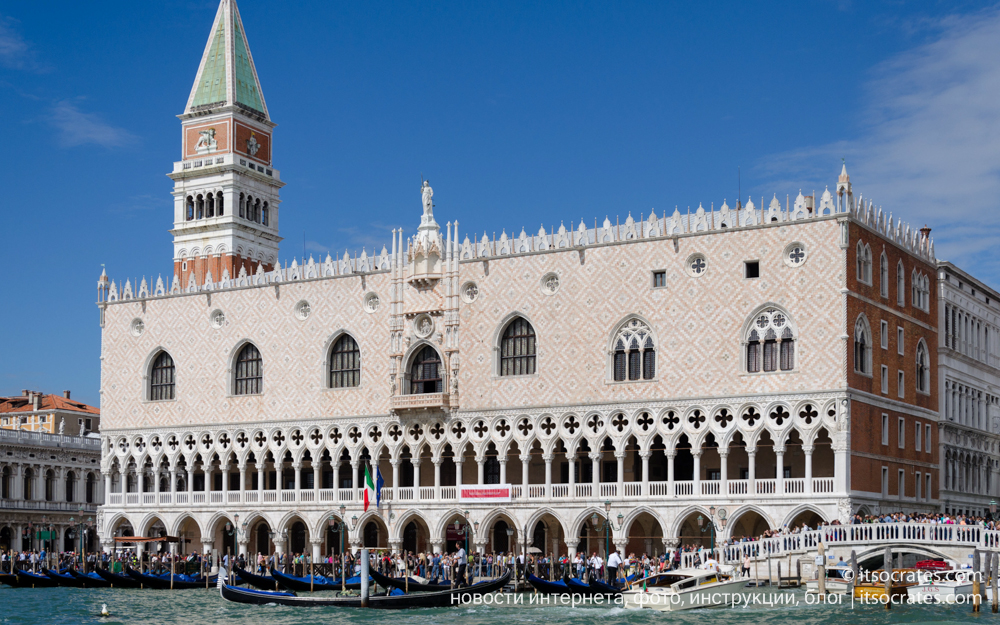 © itsocrates.com
новости интернета, фото, инструкции, блог | itsocrates.com